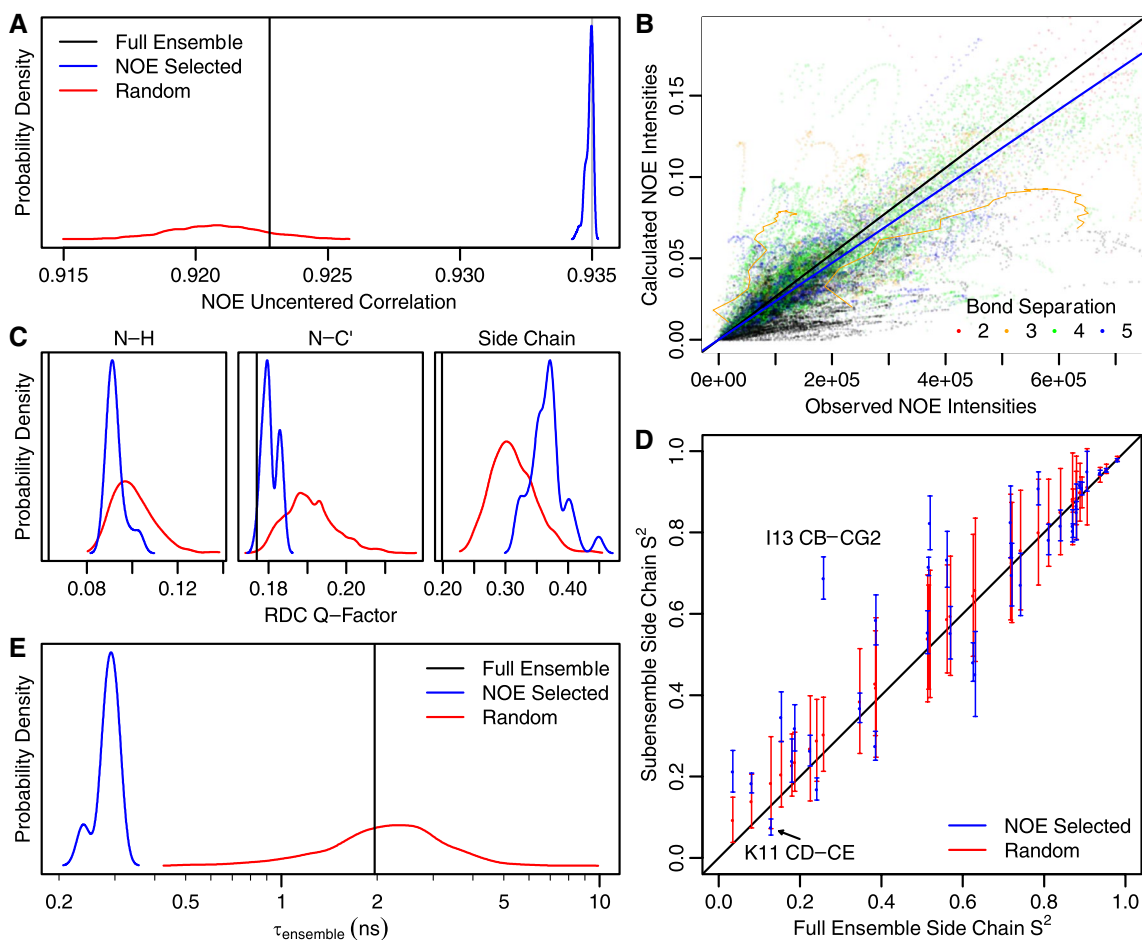 A
Full Ensemble
NOE Selected
Random
Probability Density
0.915 0.920 0.925 0.930 0.935
NOE Uncentered Correlation
B
Calculated NOE Intensities
0.00 0.05 0.10 0.15
Bond Separation
2 3 4 5
0e+00 2e+05 4e+05 6e+05
Observed NOE Intensities
C
N−H N−C' Side Chain
Probability Density
0.08 0.12 0.18 0.20 0.20 0.30 0.40
RDC Q−Factor
D
Subensemble Side Chain S2
0.0 0.2 0.4 0.6 0.8 1.0
I13 CB−CG2
K11 CD−CE
NOE Selected
Random
0.0 0.2 0.4 0.6 0.8 1.0
Full Ensemble Side Chain S2
E
Full Ensemble
NOE Selected
Random
Probability Density
0.2 0.5 1 2 5 10
τensemble (ns)